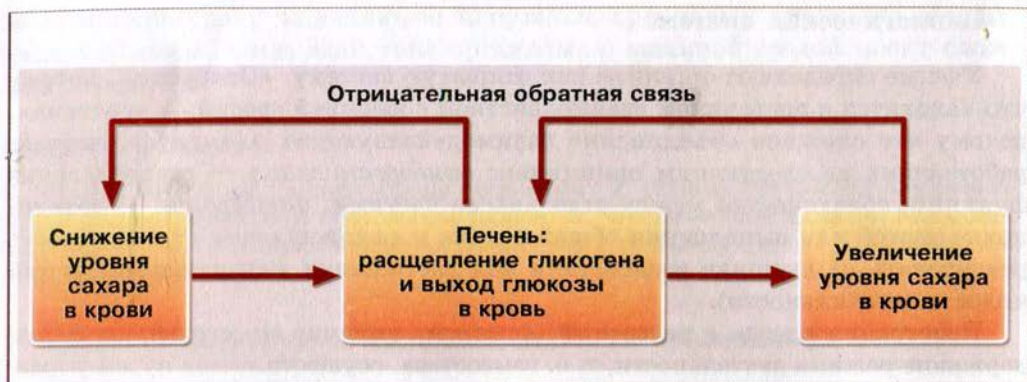 Отрицательная обратная связь
Снижение
уровня
сахара
в крови
Печень:
расщепление гликогена
и выход глюкозы
в кровь
Увеличение
уровня сахара
в крови